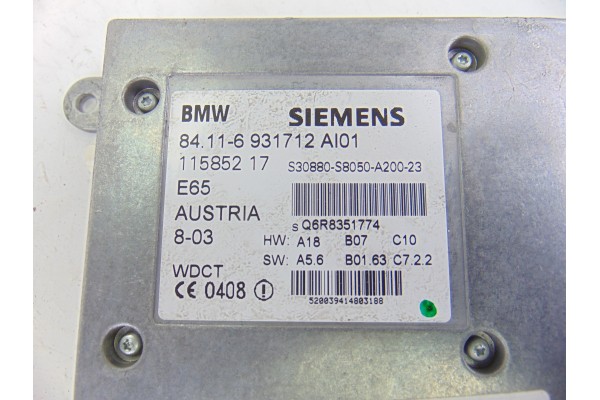 BMW SIEMENS
84.11-6 931712 AI01
115852 17 S30880-S8050-A200-23
E65
AUSTRIA S Q6R8351774
8-03 HW: A18 B07 C10
SW: A5.6 B01.63 C7.2.2
WDCT
CE 0408
520039414803188